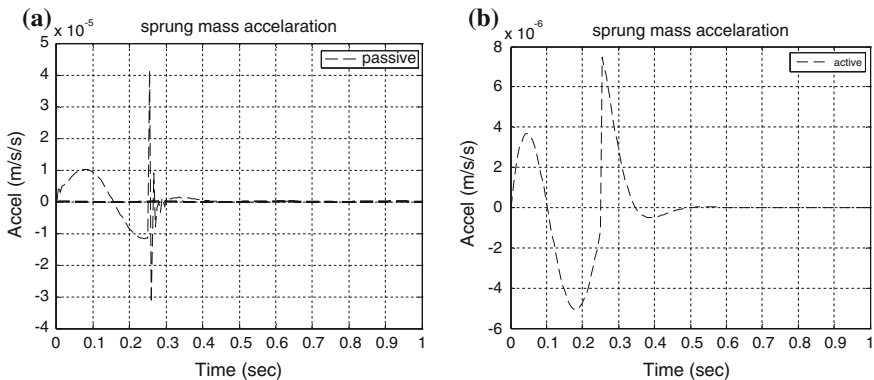 (a)
x 10-5
sprung mass accelaration
passive
5
4
3
2
1
0
-1
-2
-3
-4
Accel (m/s/s)
0 0.1 0.2 0.3 0.4 0.5 0.6 0.7 0.8 0.9 1
Time (sec)
(b)
x 10-6
sprung mass accelaration
active
8
6
4
2
0
-2
-4
-6
Accel (m/s/s)
0 0.1 0.2 0.3 0.4 0.5 0.6 0.7 0.8 0.9 1
Time (sec)